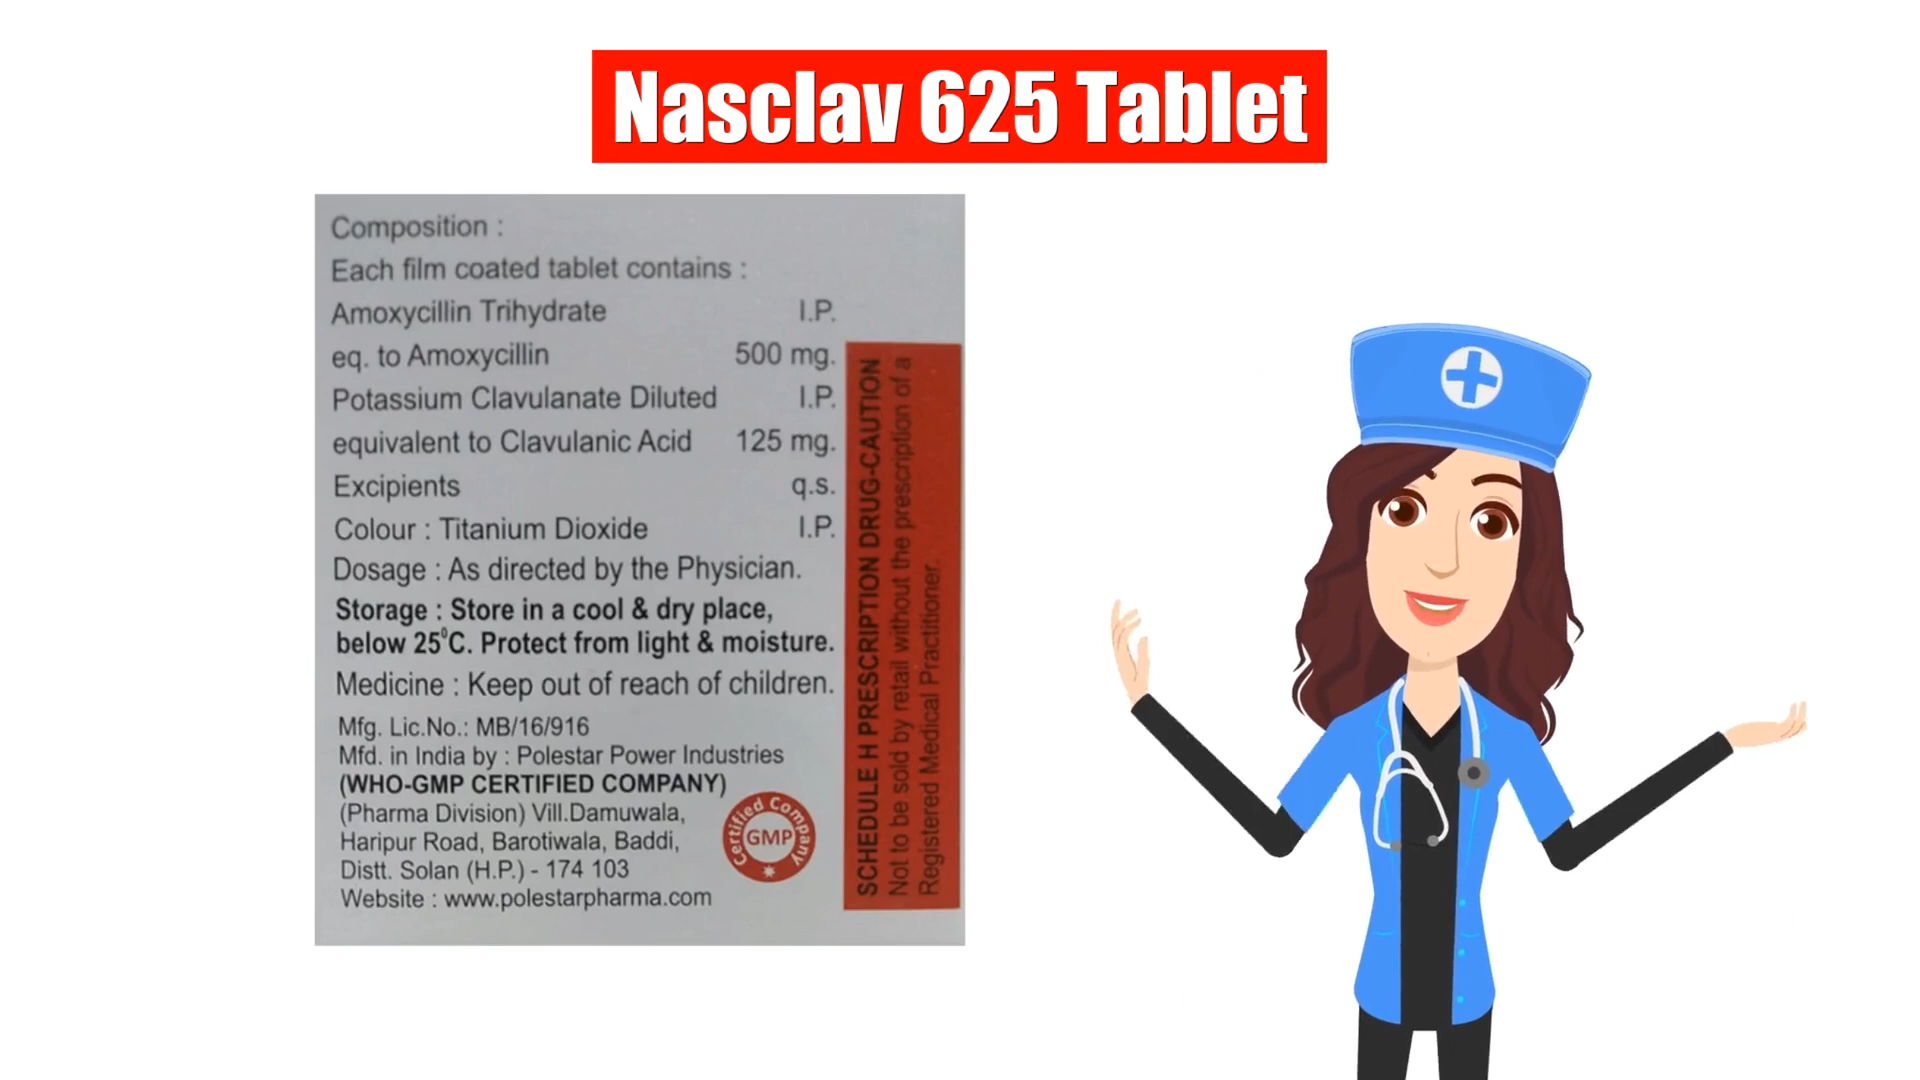 Nasclav 625 Tablet
Composition :
Each film coated tablet contains :
Amoxycillin Trihydrate I.P.
eq. to Amoxycillin 500 mg.
Potassium Clavulanate Diluted I.P.
equivalent to Clavulanic Acid 125 mg.
Excipients q.s.
Colour : Titanium Dioxide I.P.
Dosage : As directed by the Physician.
Storage : Store in a cool & dry place,
below 25⁰C. Protect from light & moisture.
Medicine : Keep out of reach of children.
Mfg. Lic.No.: MB/16/916
Mfd. in India by : Polestar Power Industries
(WHO-GMP CERTIFIED COMPANY)
(Pharma Division) Vill.Damuwala,
Haripur Road, Barotiwala, Baddi,
Distt. Solan (H.P.) - 174 103
Website : www.polestarpharma.com
Certified Company
GMP
SCHEDULE H PRESCRIPTION DRUG-CAUTION
Not to be sold by retail without the prescription of a
Registered Medical Practitioner.